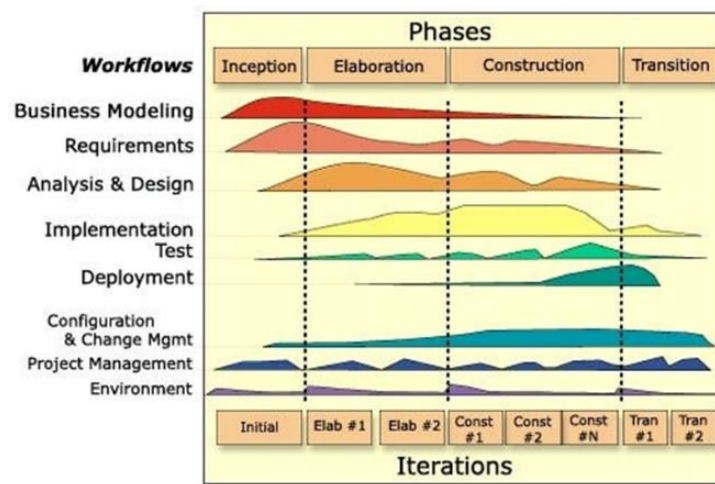 Phases
Workflows
Inception
Elaboration
Construction
Transition
Business Modeling
Requirements
Analysis & Design
Implementation
Test
Deployment
Configuration
& Change Mgmt
Project Management
Environment
Initial
Elab #1
Elab #2
Const
#1
Const
#2
Const
#N
Tran
#1
Tran
#2
Iterations